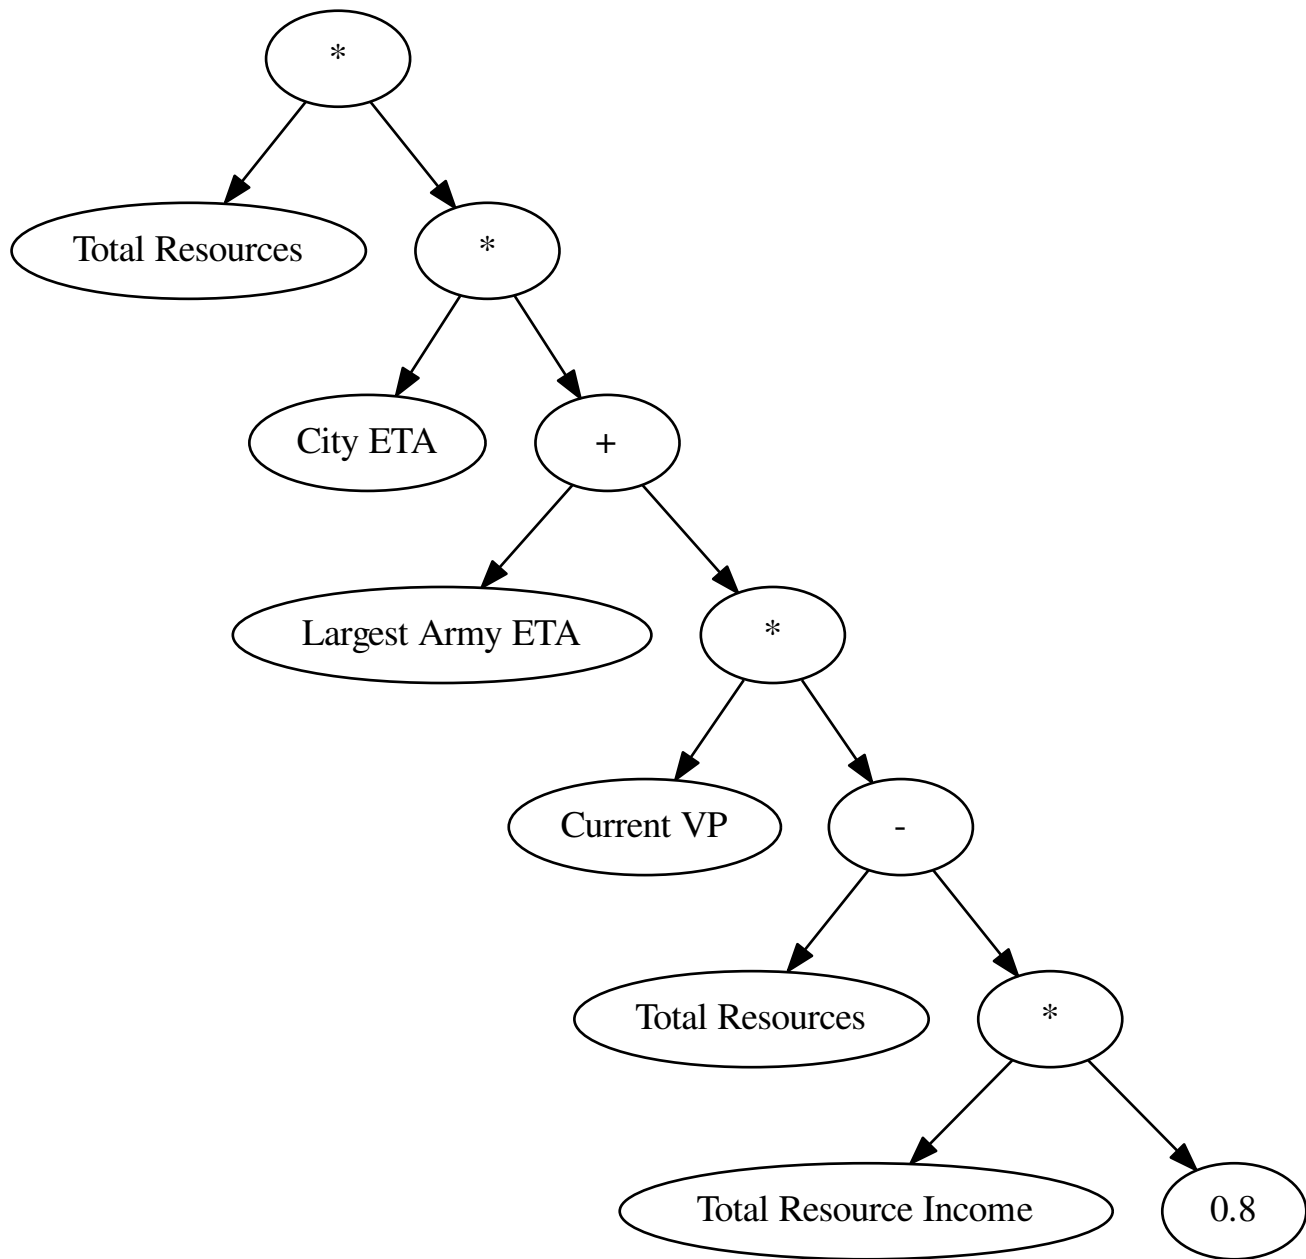 *
Total Resources
*
City ETA
+
Largest Army ETA
*
Current VP
-
Total Resources
*
Total Resource Income
0.8